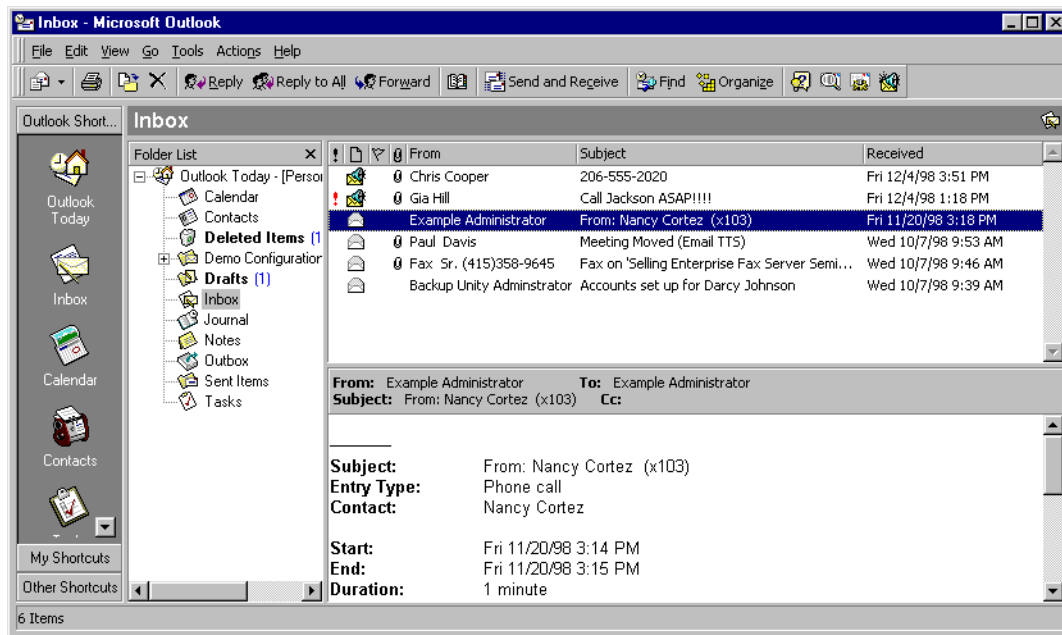 Inbox - Microsoft Outlook
File Edit View Go Tools Actions Help
Reply Reply to All Forward Send and Receive Find Organize
Outlook Short...
Inbox
Outlook Today
Inbox
Calendar
Contacts
My Shortcuts
Other Shortcuts
Folder List
Outlook Today - [Person
Calendar
Contacts
Deleted Items (1
Demo Configuration
Drafts (1)
Inbox
Journal
Notes
Outbox
Sent Items
Tasks
From Subject Received
Chris Cooper 206-555-2020 Fri 12/4/98 3:51 PM
Gia Hill Call Jackson ASAP!!!! Fri 12/4/98 1:18 PM
Example Administrator From: Nancy Cortez (x103) Fri 11/20/98 3:18 PM
Paul Davis Meeting Moved (Email TTS) Wed 10/7/98 9:53 AM
Fax Sr. (415)358-9645 Fax on 'Selling Enterprise Fax Server Semi... Wed 10/7/98 9:46 AM
Backup Unity Adminstrator Accounts set up for Darcy Johnson Wed 10/7/98 9:39 AM
From: Example Administrator To: Example Administrator
Subject: From: Nancy Cortez (x103) Cc:
Subject: From: Nancy Cortez (x103)
Entry Type: Phone call
Contact: Nancy Cortez
Start: Fri 11/20/98 3:14 PM
End: Fri 11/20/98 3:15 PM
Duration: 1 minute
6 Items